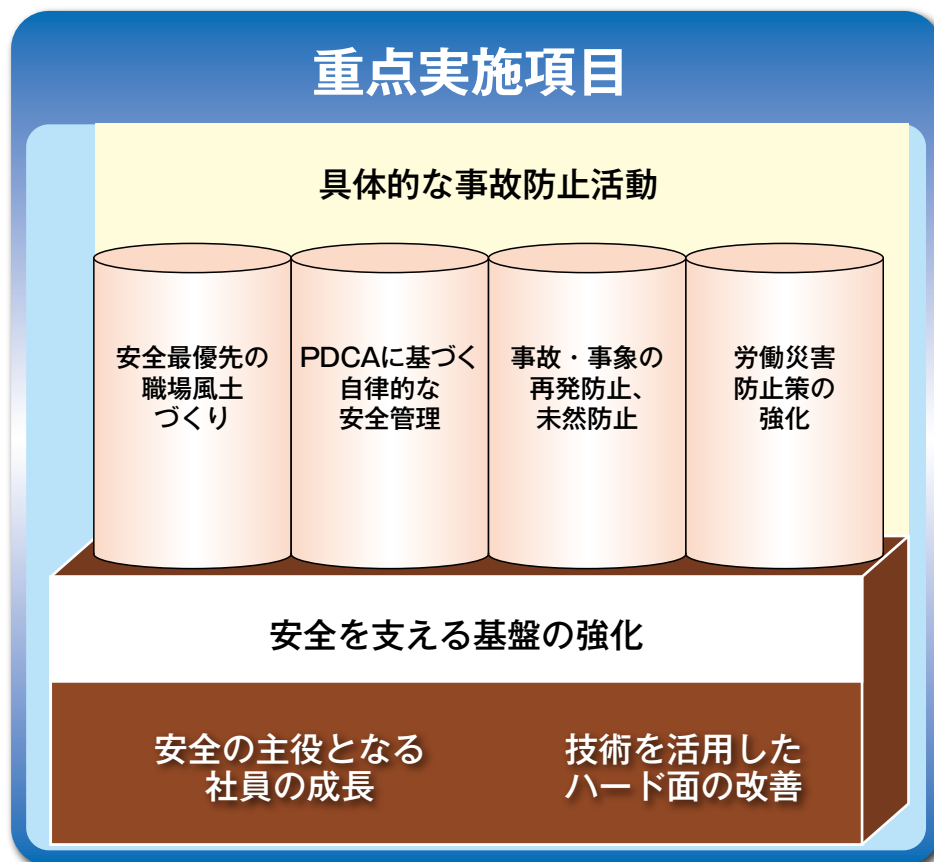 重点実施項目
具体的な事故防止活動
安全最優先の
職場風土
づくり
PDCAに基づく
自律的な
安全管理
事故・事象の
再発防止、
未然防止
労働災害
防止策の
強化
安全を支える基盤の強化
安全の主役となる
社員の成長
技術を活用した
ハード面の改善